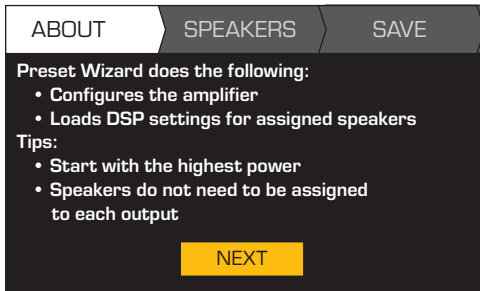 ABOUT SPEAKERS SAVE
Preset Wizard does the following:
• Configures the amplifier
• Loads DSP settings for assigned speakers
Tips:
• Start with the highest power
• Speakers do not need to be assigned
to each output
NEXT